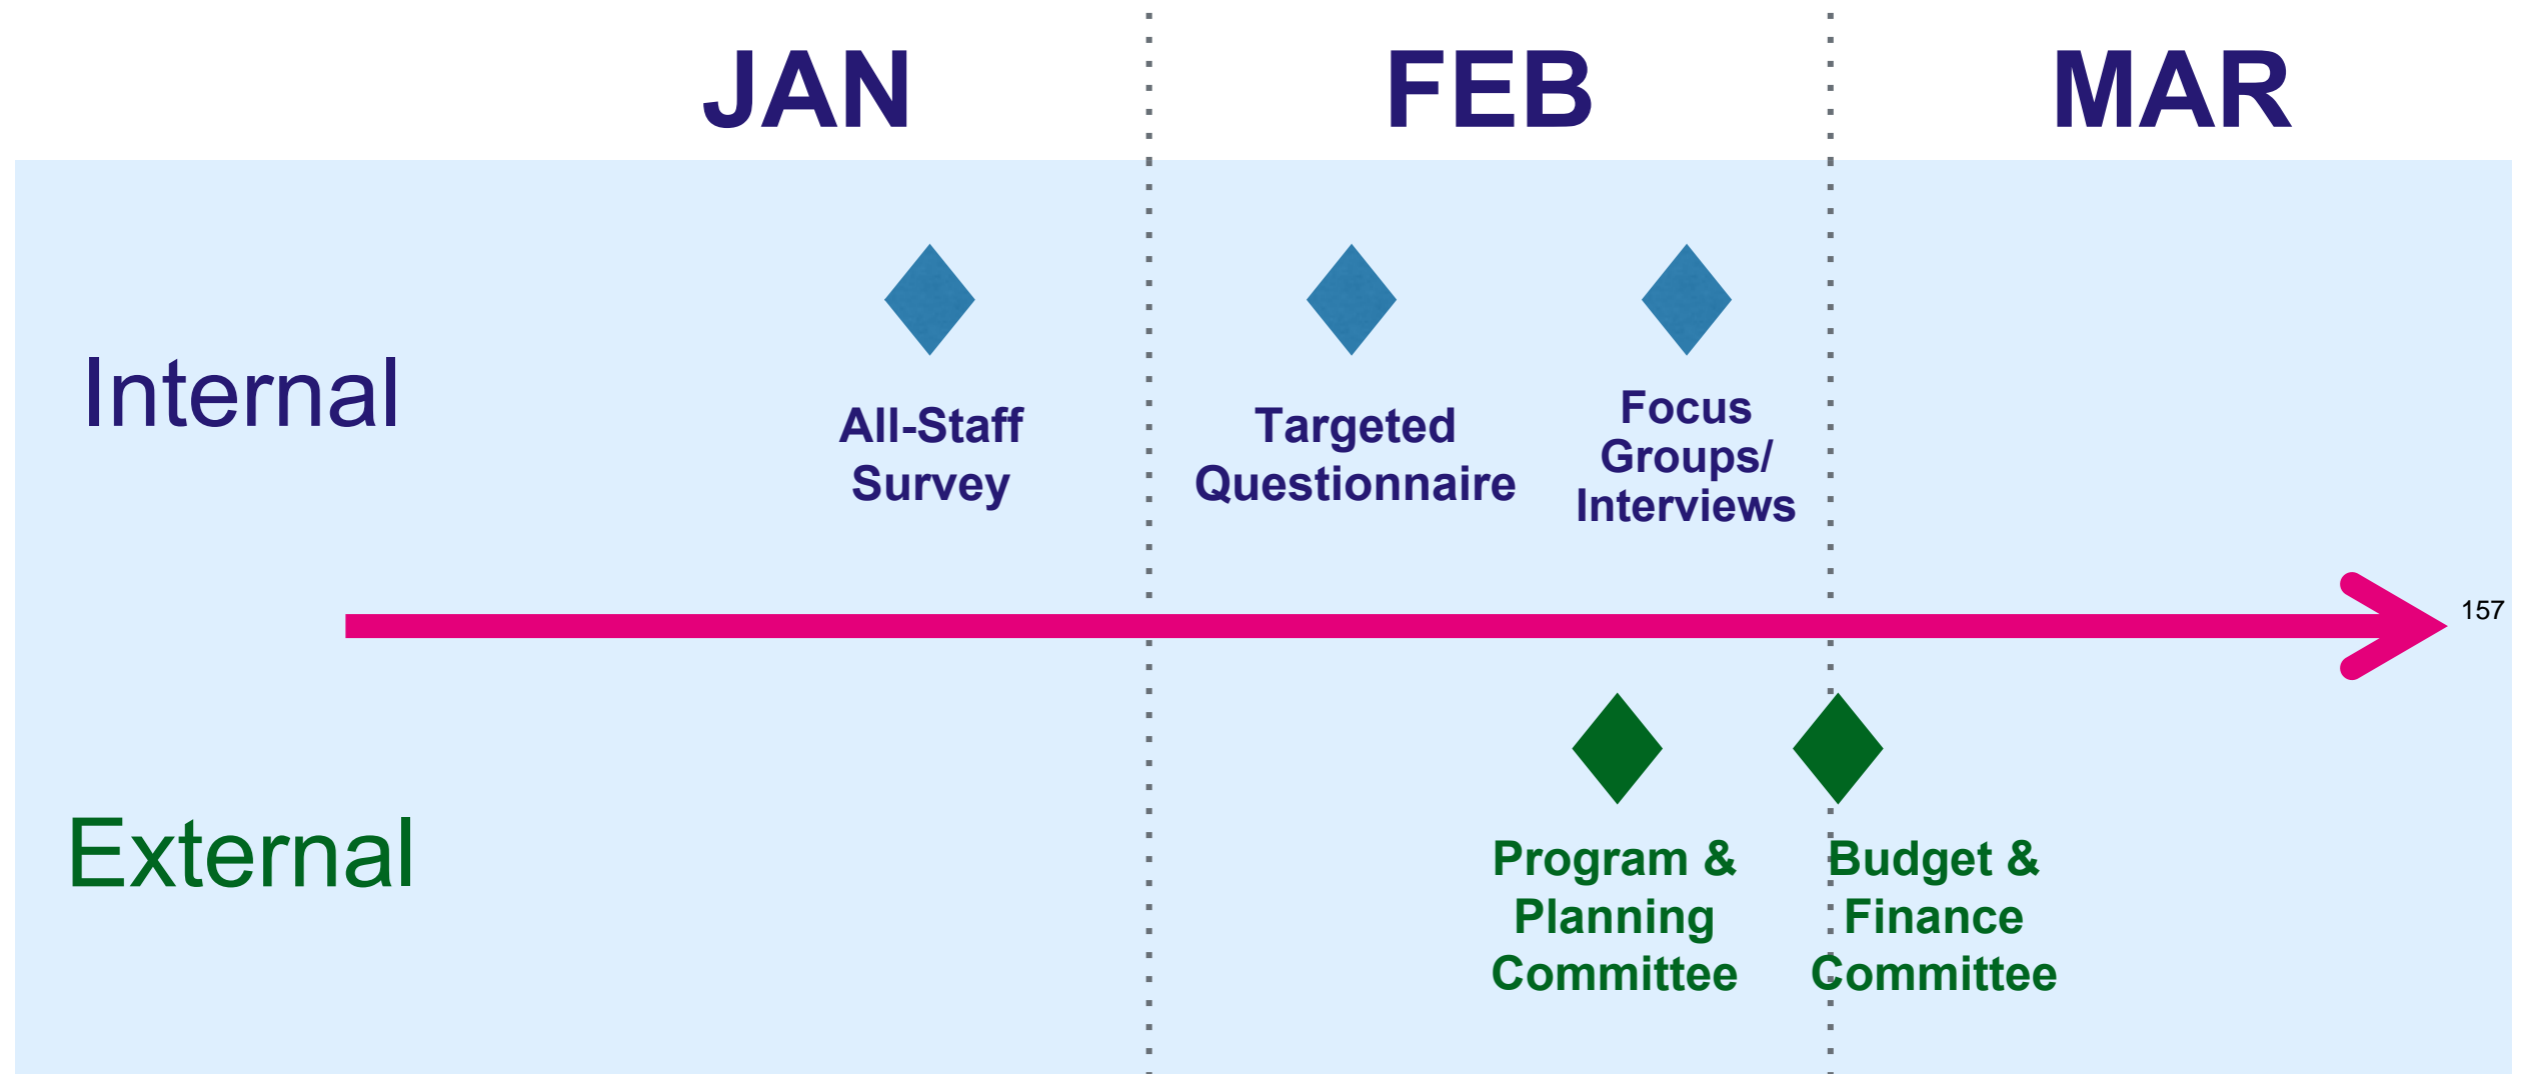 JAN
FEB
MAR
Internal
All-Staff
Survey
Targeted
Questionnaire
Focus
Groups/
Interviews
157
External
Program &
Planning
Committee
Budget &
Finance
Committee